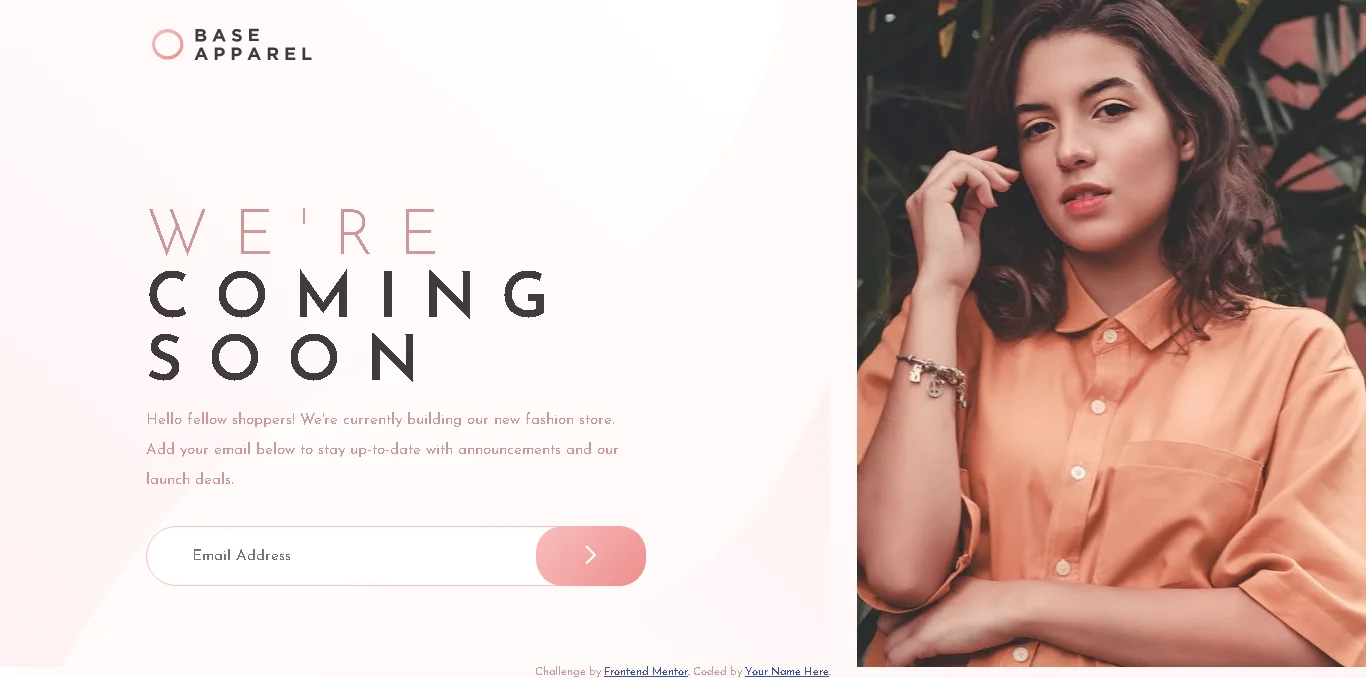 BASE
APPAREL
WE'RE
COMING
SOON
Hello fellow shoppers! We're currently building our new fashion store.
Add your email below to stay up-to-date with announcements and our
launch deals.
Email Address
Challenge by Frontend Mentor. Coded by Your Name Here.